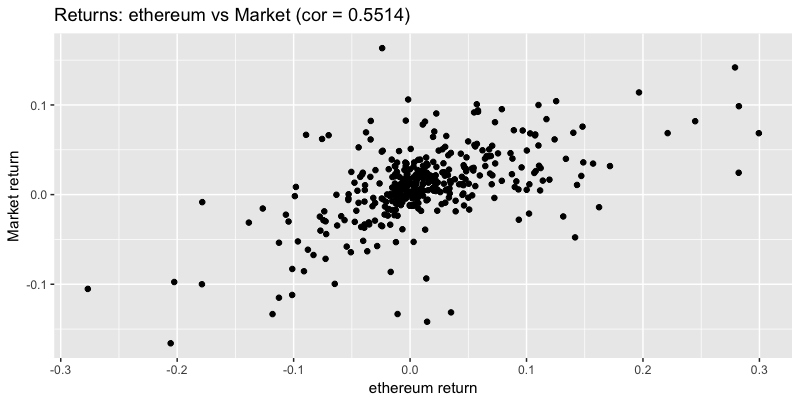 Returns: ethereum vs Market (cor = 0.5514)
Market return
0.1
0.0
-0.1
-0.3 -0.2 -0.1 0.0 0.1 0.2 0.3
ethereum return